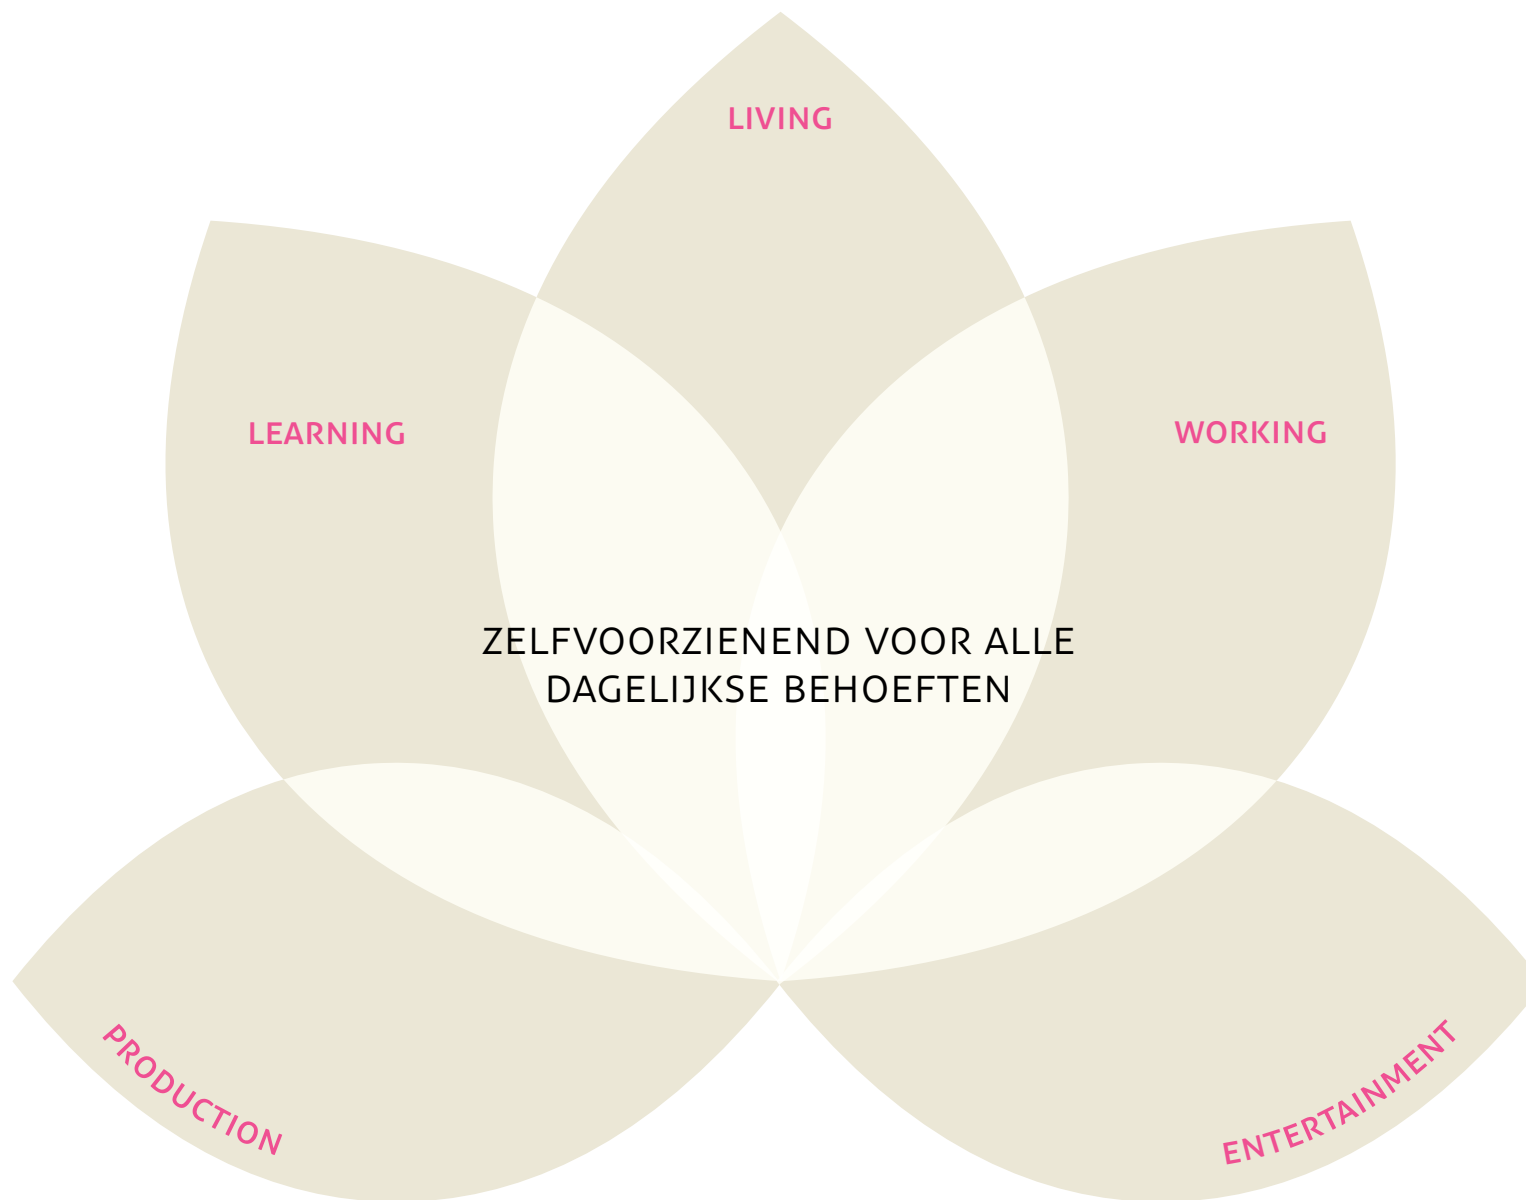 LIVING
LEARNING
WORKING
ZELFVOORZIENEND VOOR ALLE
DAGELIJKSE BEHOEFTEN
PRODUCTION
ENTERTAINMENT